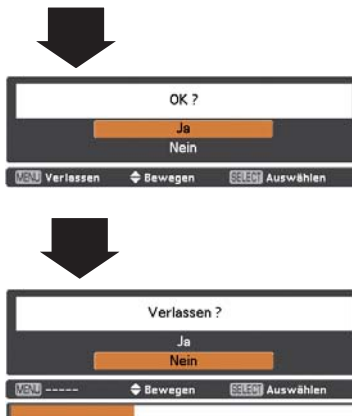 OK ?
Ja
Nein
MENU Verlassen Bewegen SELECT Auswählen
Verlassen ?
Ja
Nein
MENU ----- Bewegen SELECT Auswählen